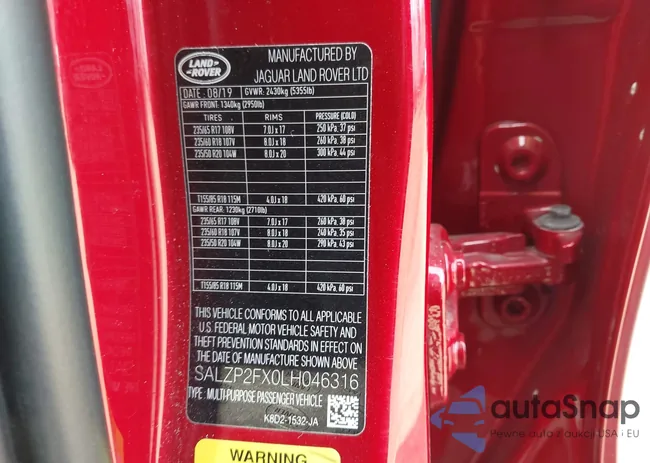 LAND
ROVER
MANUFACTURED BY
JAGUAR LAND ROVER LTD
DATE 08/19 GVWR: 2430kg (5355lb)
GAWR FRONT: 1340kg (2950lb)
TIRES RIMS PRESSURE (COLD)
235/65 R17 108V 7.0J x 17 250 kPa, 37 psi
235/60 R18 107V 8.0J x 18 260 kPa, 38 psi
235/50 R20 104W 8.0J x 20 300 kPa, 44 psi
T155/85 R18 115M 4.0J x 18 420 kPa, 60 psi
GAWR REAR: 1230kg (2710lb)
235/65 R17 108V 7.0J x 17 260 kPa, 38 psi
235/60 R18 107V 8.0J x 18 240 kPa, 35 psi
235/50 R20 104W 8.0J x 20 290 kPa, 43 psi
T155/85 R18 115M 4.0J x 18 420 kPa, 60 psi
THIS VEHICLE CONFORMS TO ALL APPLICABLE
U.S. FEDERAL MOTOR VEHICLE SAFETY AND
THEFT PREVENTION STANDARDS IN EFFECT ON
THE DATE OF MANUFACTURE SHOWN ABOVE
SALZP2FX0LH046316
TYPE : MULTI-PURPOSE PASSENGER VEHICLE
K8D2-1532-JA
WARNING
autoSnap
Pewne auto z aukcji USA i EU